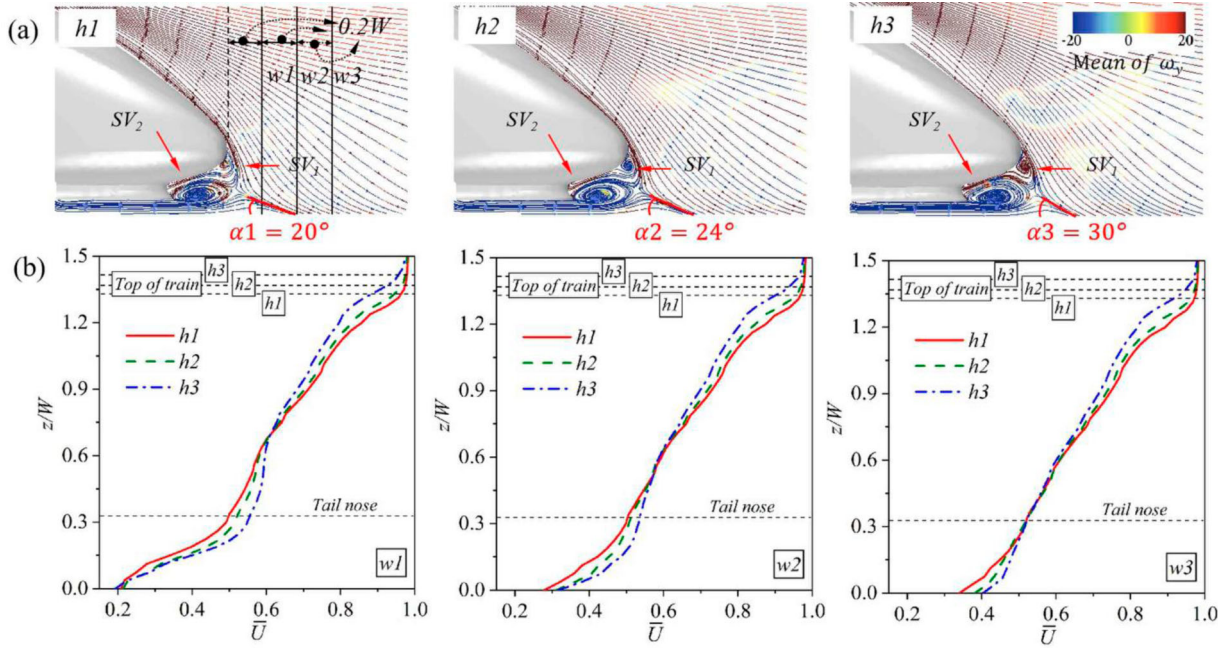 (a)
h1
0.2W
w1 w2 w3
SV2
SV1
α1 = 20°
h2
SV2
SV1
α2 = 24°
h3
-20 0 20
Mean of ωy
SV2
SV1
α3 = 30°
(b)
1.5
1.2
0.9
0.6
0.3
0.0
z/W
h3
Top of train
h2
h1
h1
h2
h3
Tail nose
w1
0.2 0.4 0.6 0.8 1.0
U̅
1.5
1.2
0.9
0.6
0.3
0.0
z/W
h3
Top of train
h2
h1
h1
h2
h3
Tail nose
w2
0.2 0.4 0.6 0.8 1.0
U̅
1.5
1.2
0.9
0.6
0.3
0.0
z/W
h3
Top of train
h2
h1
h1
h2
h3
Tail nose
w3
0.2 0.4 0.6 0.8 1.0
U̅